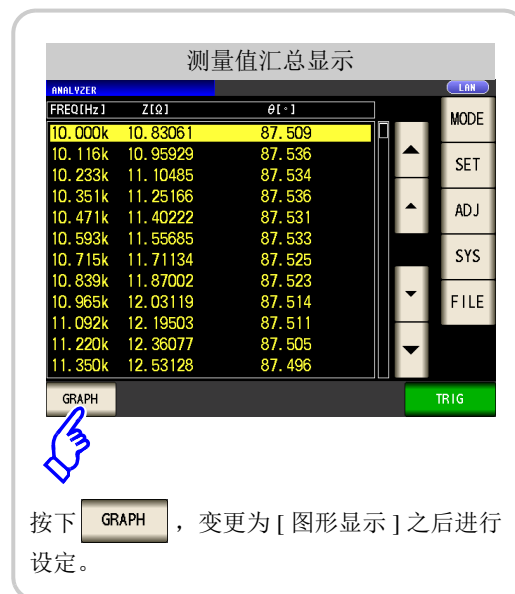 测量值汇总显示
ANALYZER LAN
FREQ[Hz] Z[Ω] θ[°]
10.000k 10.83061 87.509
10.116k 10.95929 87.536
10.233k 11.10485 87.534
10.351k 11.25166 87.536
10.471k 11.40222 87.531
10.593k 11.55685 87.533
10.715k 11.71134 87.525
10.839k 11.87002 87.523
10.965k 12.03119 87.514
11.092k 12.19503 87.511
11.220k 12.36077 87.505
11.350k 12.53128 87.496
MODE
SET
ADJ
SYS
FILE
GRAPH TRIG
按下 GRAPH ，变更为 [ 图形显示 ] 之后进行
设定。